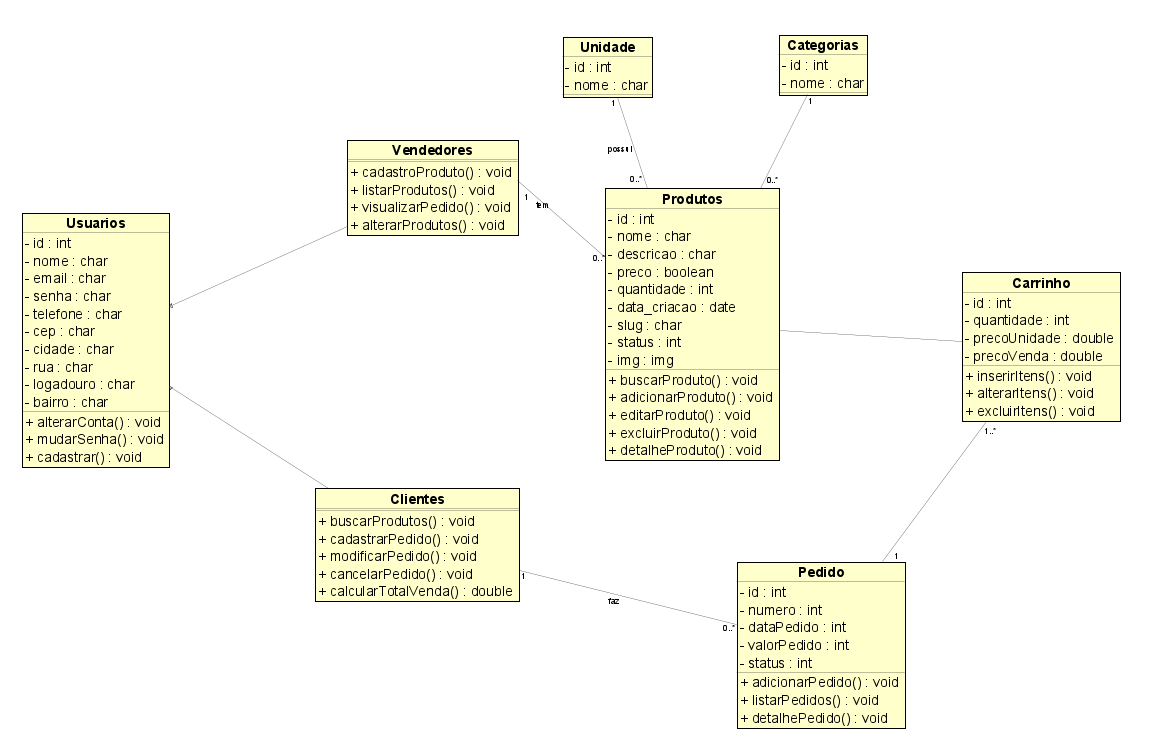 Unidade
- id : int
- nome : char
1
possui
0..*
Categorias
- id : int
- nome : char
1
0..*
Vendedores
+ cadastroProduto() : void
+ listarProdutos() : void
+ visualizarPedido() : void
+ alterarProdutos() : void
1
tem
0..*
Usuarios
- id : int
- nome : char
- email : char
- senha : char
- telefone : char
- cep : char
- cidade : char
- rua : char
- logadouro : char
- bairro : char
+ alterarConta() : void
+ mudarSenha() : void
+ cadastrar() : void
Produtos
- id : int
- nome : char
- descricao : char
- preco : boolean
- quantidade : int
- data_criacao : date
- slug : char
- status : int
- img : img
+ buscarProduto() : void
+ adicionarProduto() : void
+ editarProduto() : void
+ excluirProduto() : void
+ detalheProduto() : void
Carrinho
- id : int
- quantidade : int
- precoUnidade : double
- precoVenda : double
+ inserirItens() : void
+ alterarItens() : void
+ excluirItens() : void
1..*
1
Clientes
+ buscarProdutos() : void
+ cadastrarPedido() : void
+ modificarPedido() : void
+ cancelarPedido() : void
+ calcularTotalVenda() : double
1
faz
0..*
Pedido
- id : int
- numero : int
- dataPedido : int
- valorPedido : int
- status : int
+ adicionarPedido() : void
+ listarPedidos() : void
+ detalhePedido() : void